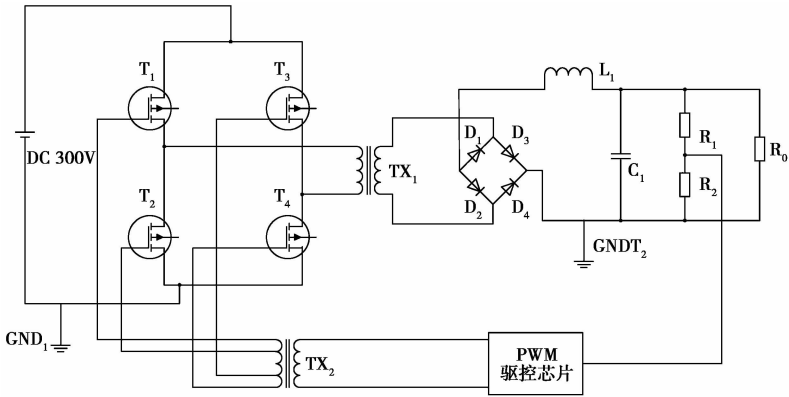 T1
T3
DC 300V
T2
T4
TX1
D1
D3
D2
D4
L1
C1
R1
R2
R0
GNDT2
GND1
TX2
PWM
驱控芯片